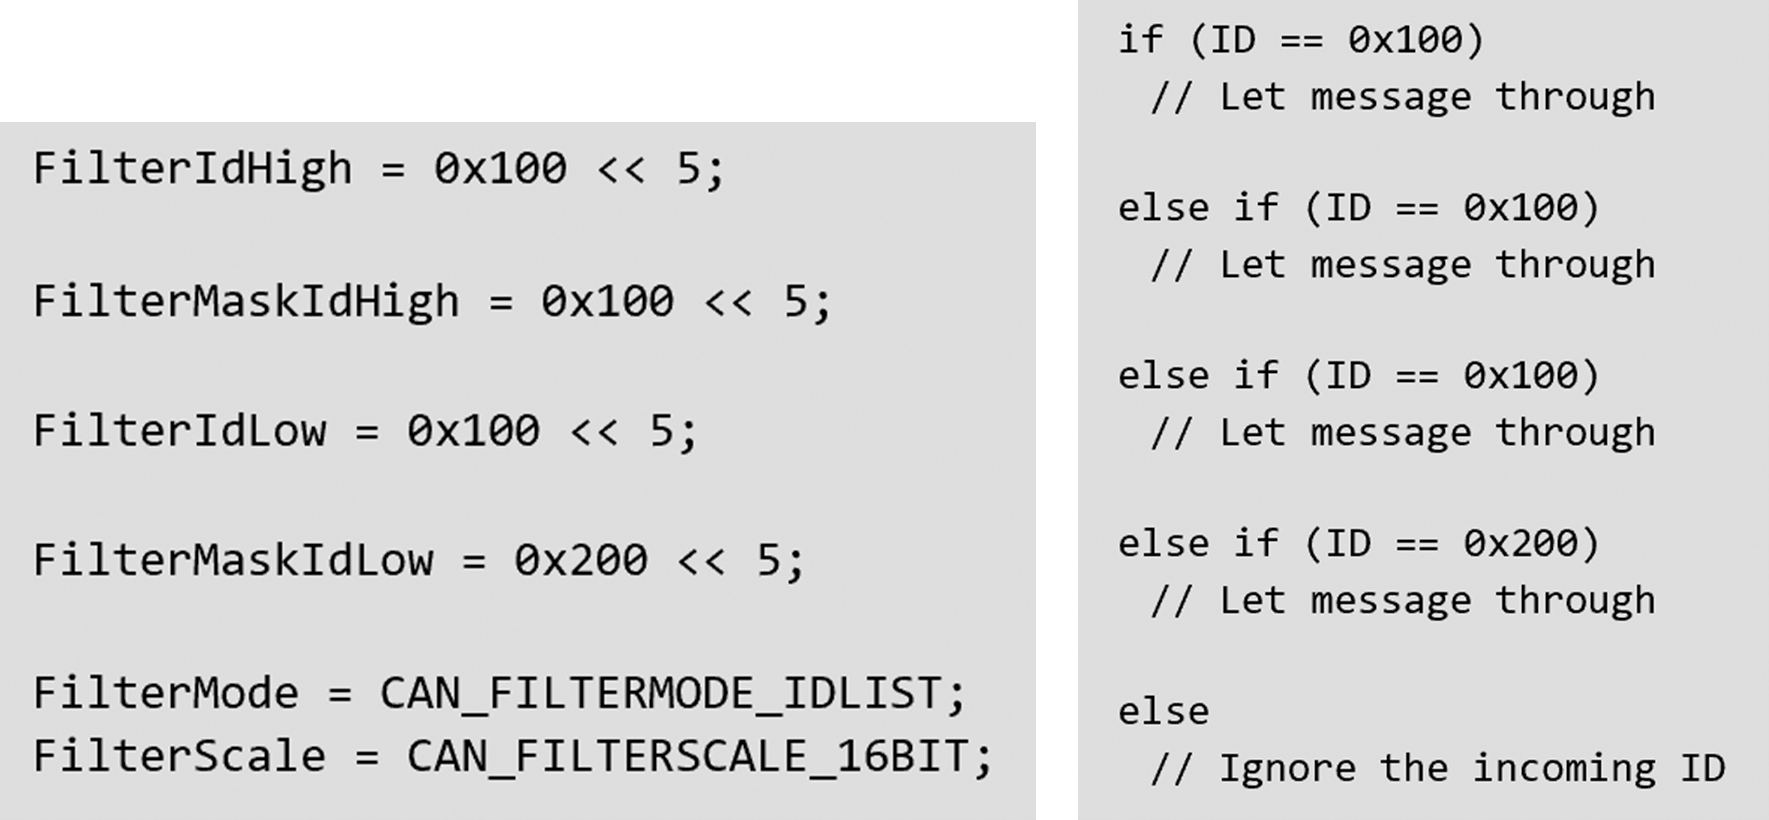 FilterIdHigh = 0x100 << 5;
FilterMaskIdHigh = 0x100 << 5;
FilterIdLow = 0x100 << 5;
FilterMaskIdLow = 0x200 << 5;
FilterMode = CAN_FILTERMODE_IDLIST;
FilterScale = CAN_FILTERSCALE_16BIT;
if (ID == 0x100)
// Let message through
else if (ID == 0x100)
// Let message through
else if (ID == 0x100)
// Let message through
else if (ID == 0x200)
// Let message through
else
// Ignore the incoming ID